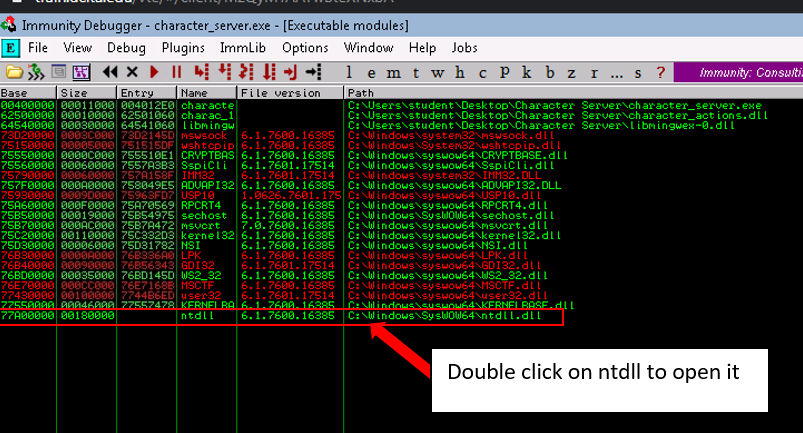 Immunity Debugger - character_server.exe - [Executable modules]
File View Debug Plugins ImmLib Options Window Help Jobs
l e m t w h c p k b z r ... s ? Immunity: Consulti
Base Size Entry Name File version Path
00400000 00011000 004012E0 characte C:\Users\student\Desktop\Character Server\character_server.exe
62500000 00010000 62501060 charac_1 C:\Users\student\Desktop\Character Server\character_actions.dll
64540000 00030000 64541060 libmingw C:\Users\student\Desktop\Character Server\libmingwex-0.dll
73D20000 0003C000 73D2145D mswsock 6.1.7600.16385 C:\Windows\system32\mswsock.dll
75150000 00005000 751515DF wshtcpip 6.1.7600.16385 C:\Windows\System32\wshtcpip.dll
75550000 0000C000 755510E1 CRYPTBAS 6.1.7600.16385 C:\Windows\syswow64\CRYPTBASE.dll
75560000 00060000 7557A3B3 SspiCli 6.1.7601.17514 C:\Windows\syswow64\SspiCli.dll
75790000 00060000 757A158F IMM32 6.1.7601.17514 C:\Windows\system32\IMM32.DLL
757F0000 000A0000 758049E5 ADVAPI32 6.1.7600.16385 C:\Windows\syswow64\ADVAPI32.DLL
75930000 0009D000 75963FD7 USP10 1.0626.7601.175 C:\Windows\syswow64\USP10.dll
75A60000 000F0000 75A70569 RPCRT4 6.1.7600.16385 C:\Windows\syswow64\RPCRT4.dll
75B50000 00019000 75B54975 sechost 6.1.7600.16385 C:\Windows\SysWOW64\sechost.dll
75B70000 000AC000 75B7A472 msvcrt 7.0.7600.16385 C:\Windows\syswow64\msvcrt.dll
75C20000 00110000 75C332D3 kernel32 6.1.7600.16385 C:\Windows\syswow64\kernel32.dll
75D30000 00006000 75D31782 NSI 6.1.7600.16385 C:\Windows\syswow64\NSI.dll
76B30000 0000A000 76B336A0 LPK 6.1.7600.16385 C:\Windows\syswow64\LPK.dll
76B40000 00090000 76B56343 GDI32 6.1.7601.17514 C:\Windows\syswow64\GDI32.dll
76BD0000 00035000 76BD145D WS2_32 6.1.7600.16385 C:\Windows\syswow64\WS2_32.dll
76E70000 000CC000 76E7168B MSCTF 6.1.7600.16385 C:\Windows\syswow64\MSCTF.dll
77430000 00100000 7744B6ED user32 6.1.7601.17514 C:\Windows\syswow64\user32.dll
77550000 00046000 77557478 KERNELBA 6.1.7600.16385 C:\Windows\syswow64\KERNELBASE.dll
77A00000 00180000 ntdll 6.1.7600.16385 C:\Windows\SysWOW64\ntdll.dll
Double click on ntdll to open it